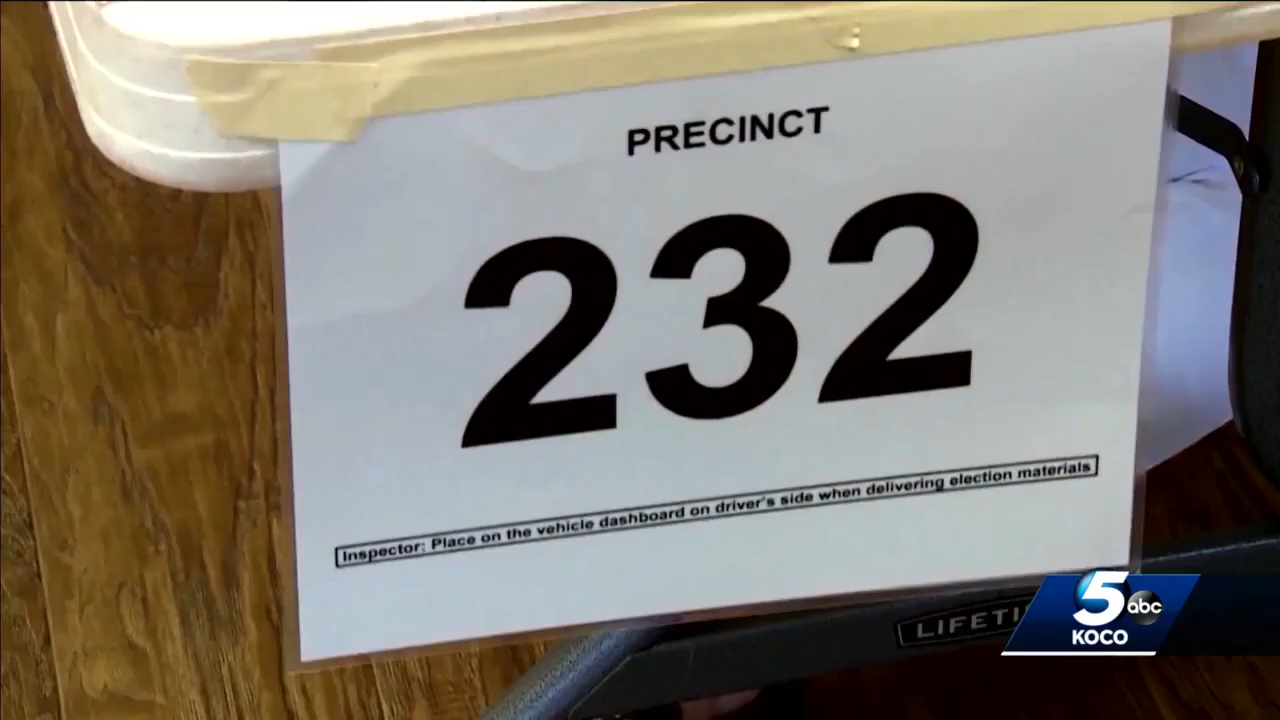 PRECINCT
232
Inspector: Place on the vehicle dashboard on driver's side when delivering election materials
LIFETI
5 abc
KOCO